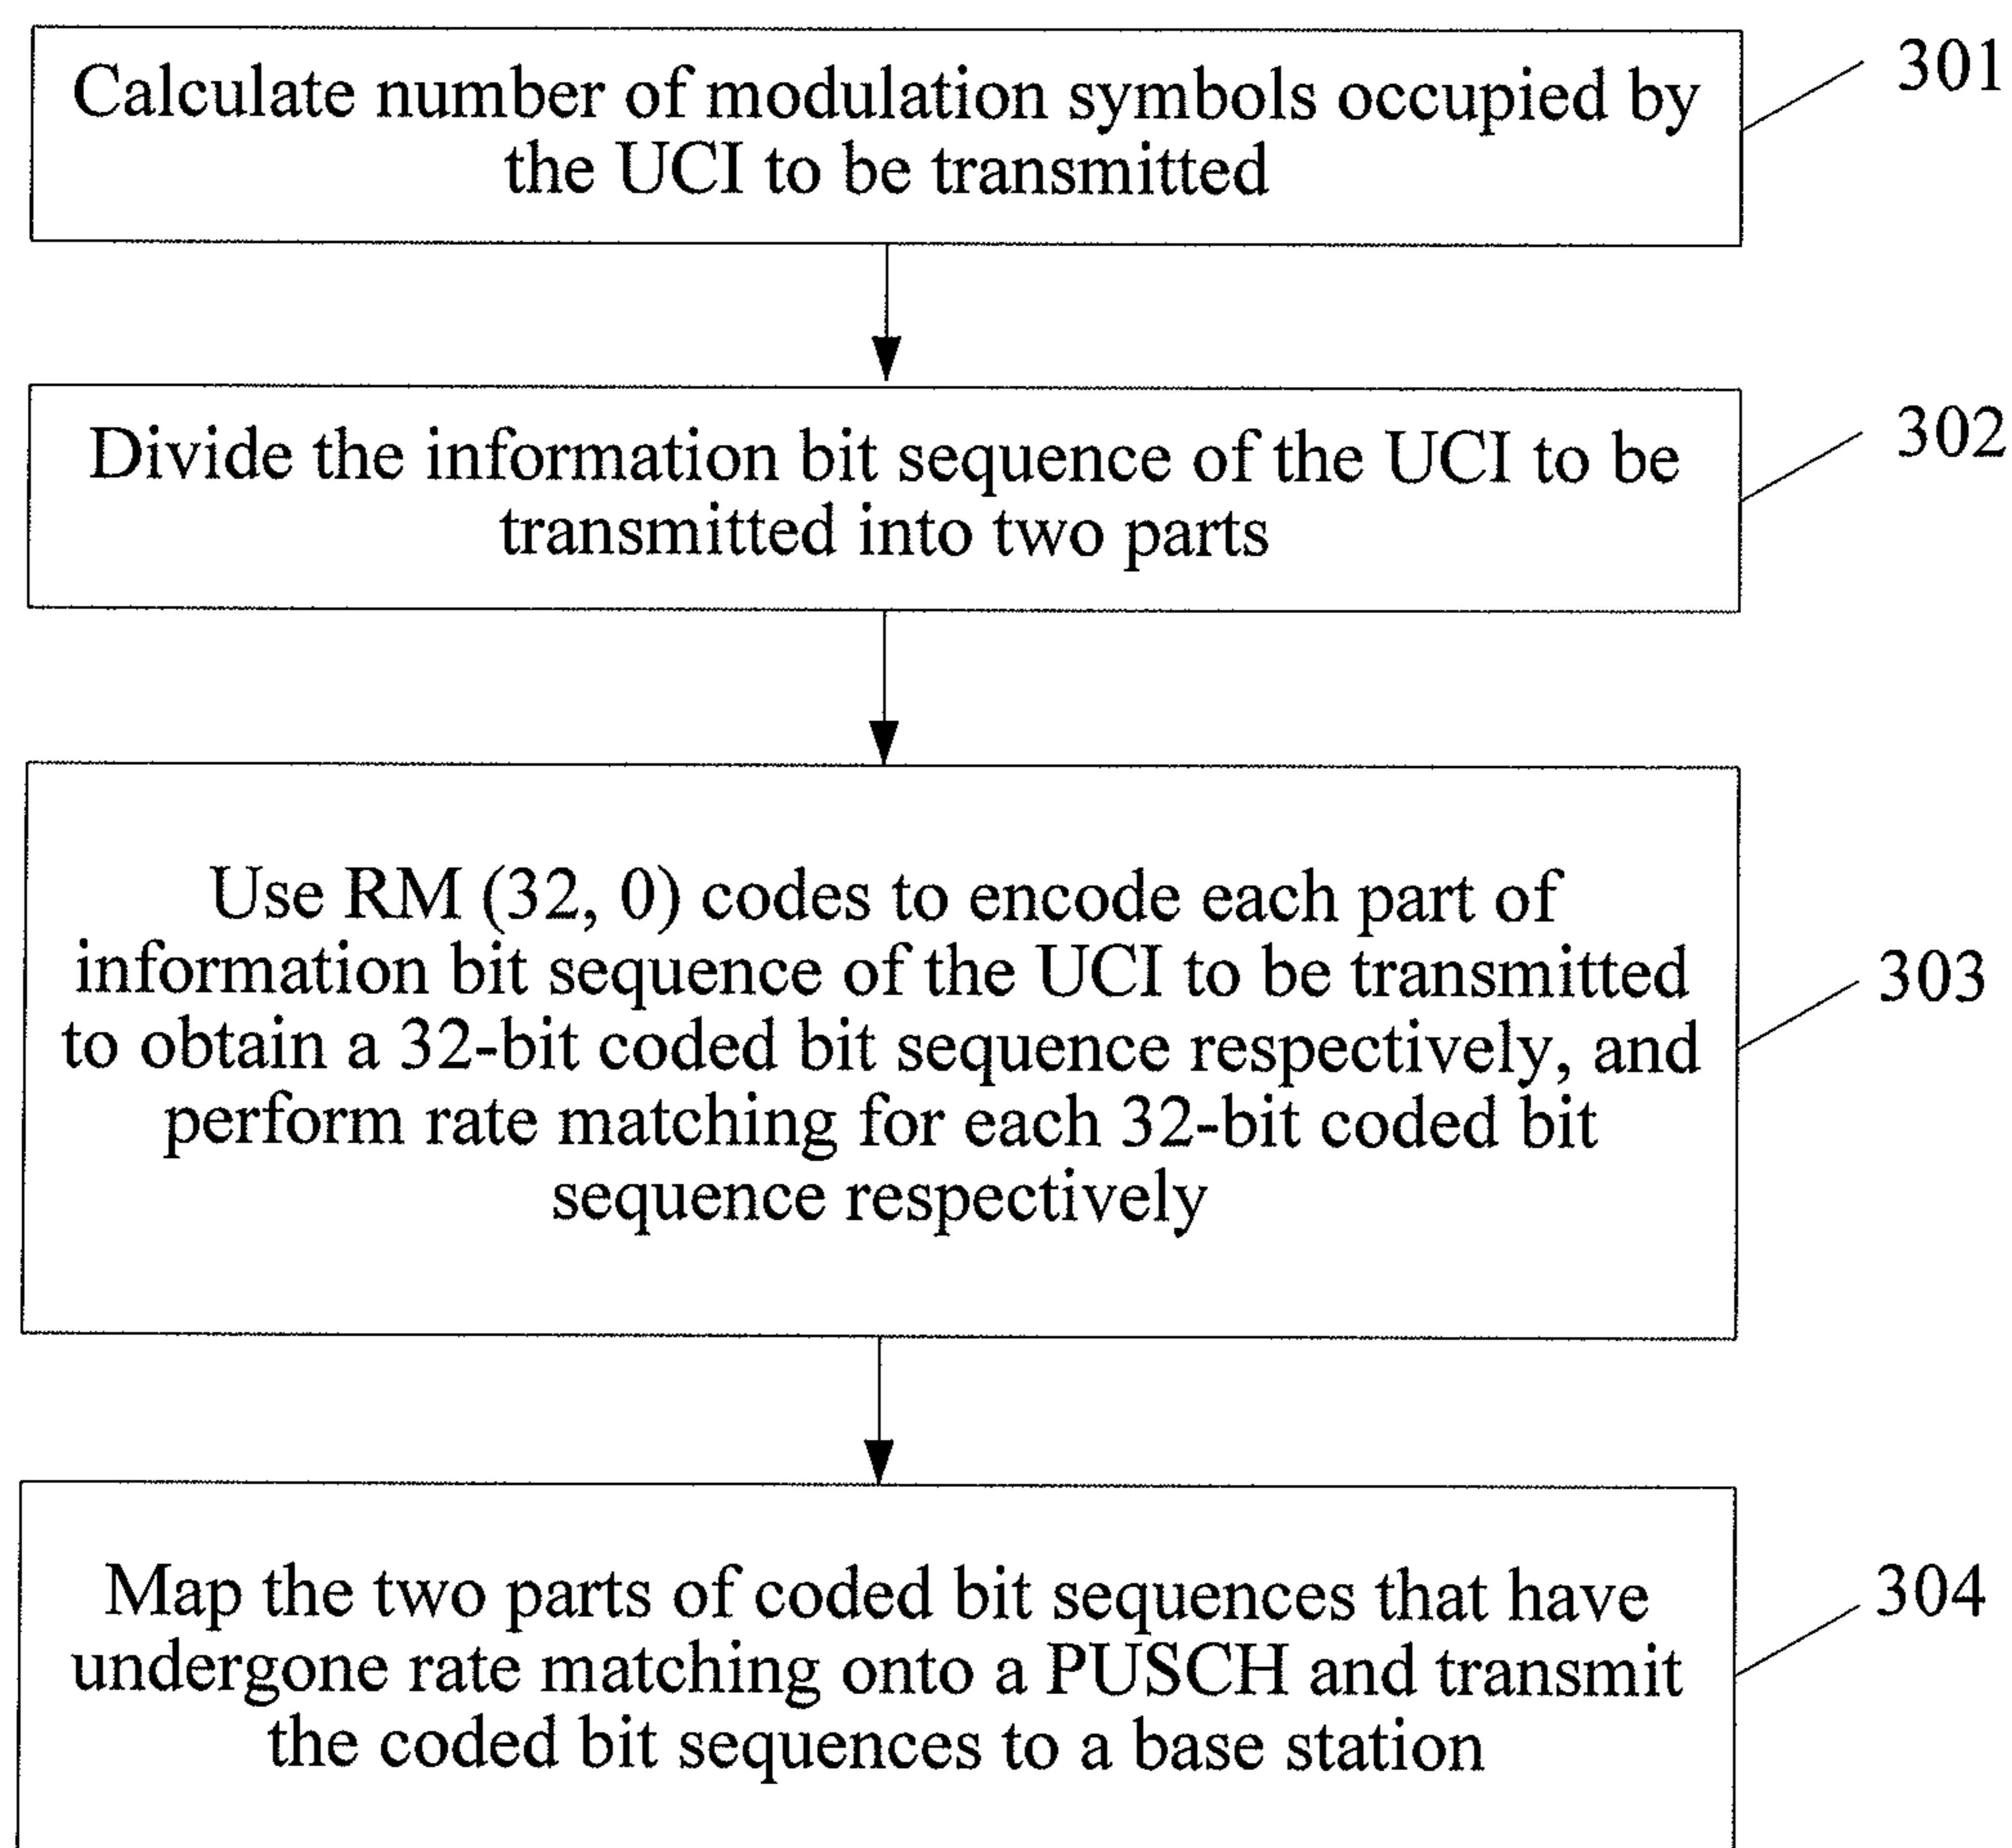 Calculate number of modulation symbols occupied by
the UCI to be transmitted
301
Divide the information bit sequence of the UCI to be
transmitted into two parts
302
Use RM (32, 0) codes to encode each part of
information bit sequence of the UCI to be transmitted
to obtain a 32-bit coded bit sequence respectively, and
perform rate matching for each 32-bit coded bit
sequence respectively
303
Map the two parts of coded bit sequences that have
undergone rate matching onto a PUSCH and transmit
the coded bit sequences to a base station
304